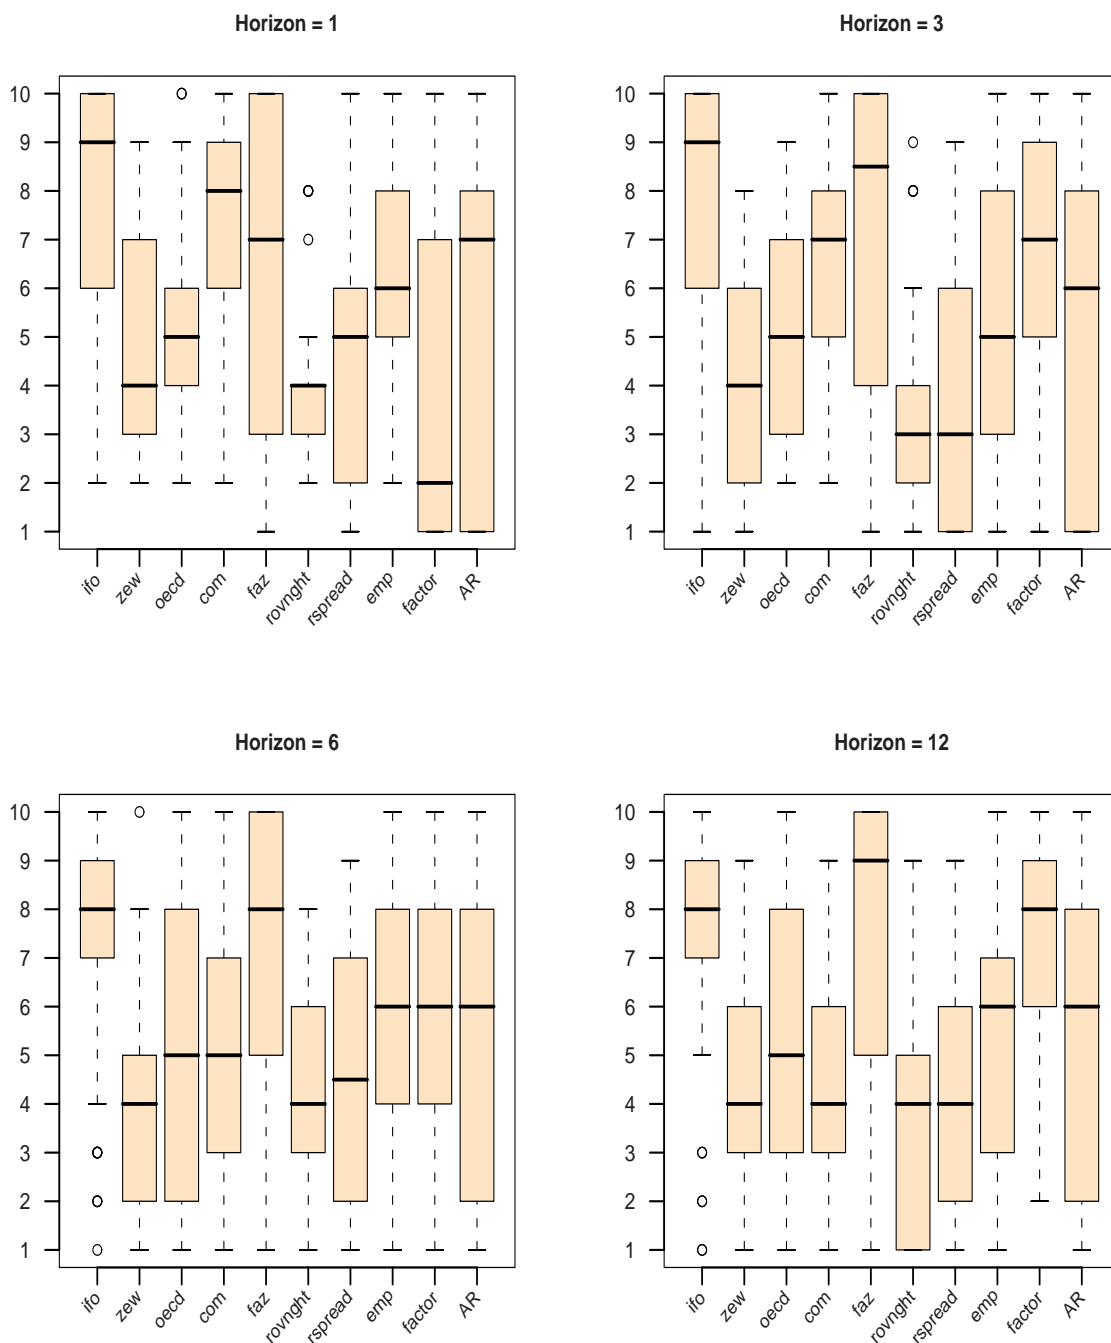 Horizon = 1
10
9
8
7
6
5
4
3
2
1
ifo
zew
oecd
com
faz
rovnght
rspread
emp
factor
AR
Horizon = 3
10
9
8
7
6
5
4
3
2
1
ifo
zew
oecd
com
faz
rovnght
rspread
emp
factor
AR
Horizon = 6
10
9
8
7
6
5
4
3
2
1
ifo
zew
oecd
com
faz
rovnght
rspread
emp
factor
AR
Horizon = 12
10
9
8
7
6
5
4
3
2
1
ifo
zew
oecd
com
faz
rovnght
rspread
emp
factor
AR